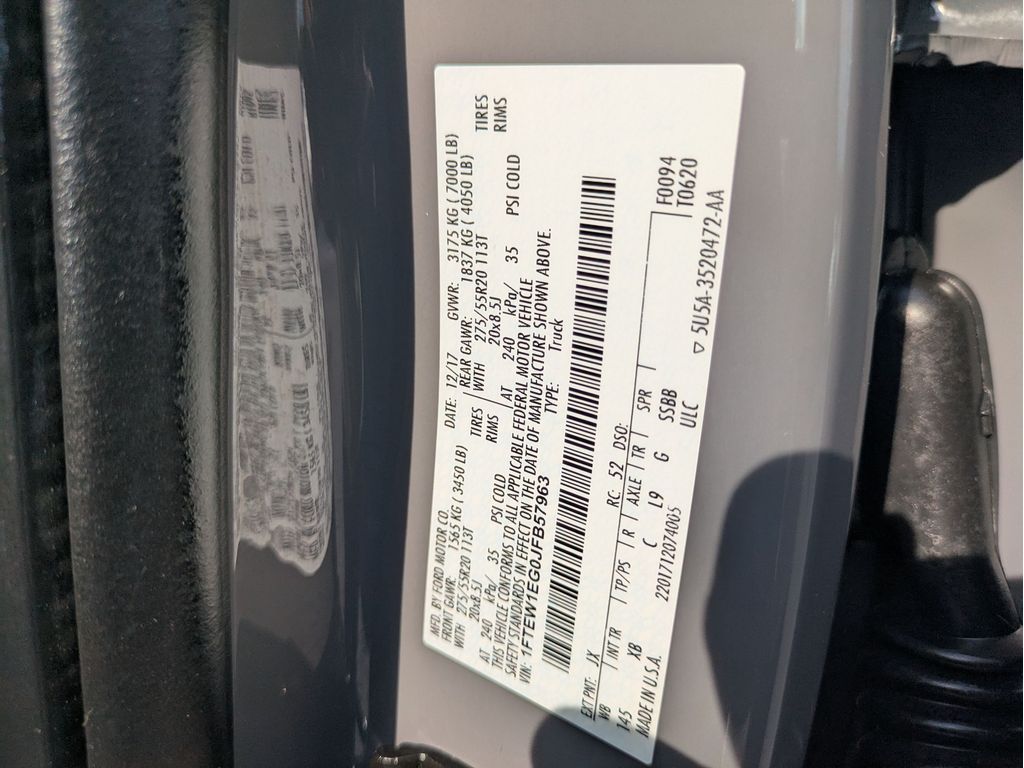 MFD. BY FORD MOTOR CO.
DATE: 12/17 GVWR: 3175 KG ( 7000 LB)
FRONT GAWR: 1565 KG ( 3450 LB) REAR GAWR: 1837 KG ( 4050 LB)
WITH 275/55R20 113T TIRES WITH 275/55R20 113T TIRES
20x8.5J RIMS 20x8.5J RIMS
AT 240 kPa/ 35 PSI COLD AT 240 kPa/ 35 PSI COLD
THIS VEHICLE CONFORMS TO ALL APPLICABLE FEDERAL MOTOR VEHICLE
SAFETY STANDARDS IN EFFECT ON THE DATE OF MANUFACTURE SHOWN ABOVE.
VIN: 1FTEW1EG0JFB57963 TYPE: Truck
EXT PNT: JX RC: 52 DSO: F0094
WB INT TR TP/PS R AXLE TR SPR T0620
145 XB C L9 G SSBB
MADE IN U.S.A. 2201712074005 ULC
5U5A-3520472-AA